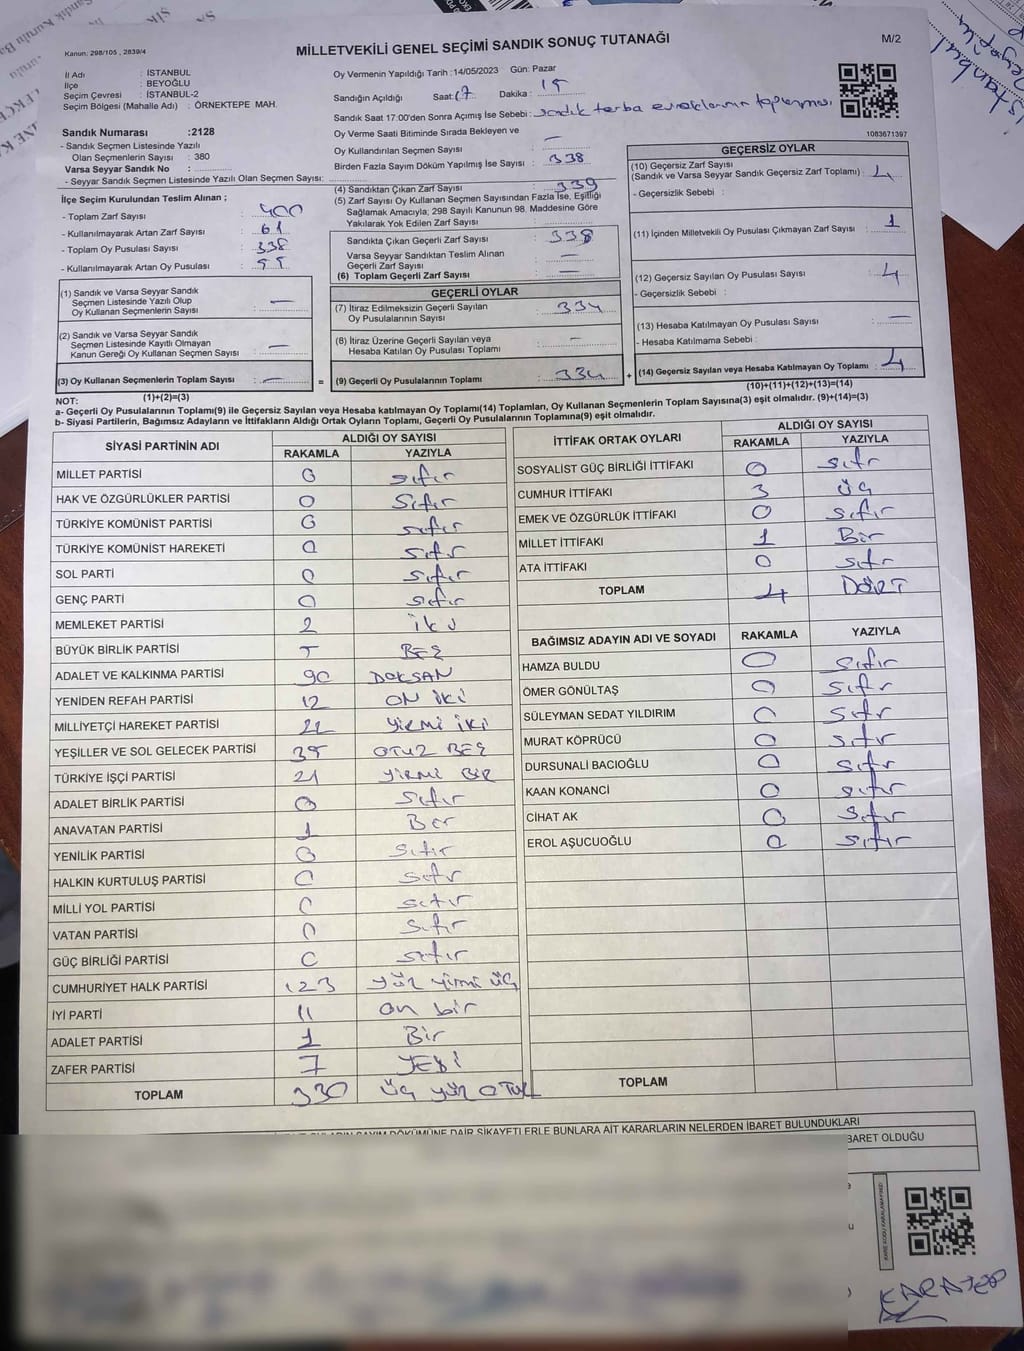 MİLLETVEKİLİ GENEL SEÇİMİ SANDIK SONUÇ TUTANAĞI
M/2
Kanun: 298/105 , 2839/4
İl Adı : İSTANBUL
İlçe : BEYOĞLU
Seçim Çevresi : İSTANBUL-2
Seçim Bölgesi (Mahalle Adı) : ÖRNEKTEPE MAH.
Sandık Numarası :2128
- Sandık Seçmen Listesinde Yazılı
Olan Seçmenlerin Sayısı : 380
Varsa Seyyar Sandık No :
- Seyyar Sandık Seçmen Listesinde Yazılı Olan Seçmen Sayısı:
İlçe Seçim Kurulundan Teslim Alınan ;
- Toplam Zarf Sayısı : 400
- Kullanılmayarak Artan Zarf Sayısı : 61
- Toplam Oy Pusulası Sayısı : 338
- Kullanılmayarak Artan Oy Pusulası :
(1) Sandık ve Varsa Seyyar Sandık
Seçmen Listesinde Yazılı Olup
Oy Kullanan Seçmenlerin Sayısı : —
(2) Sandık ve Varsa Seyyar Sandık
Seçmen Listesinde Kayıtlı Olmayan
Kanun Gereği Oy Kullanan Seçmen Sayısı : —
(3) Oy Kullanan Seçmenlerin Toplam Sayısı : —
(1)+(2)=(3)
Oy Vermenin Yapıldığı Tarih :14/05/2023 Gün: Pazar
Sandığın Açıldığı Saat:17 Dakika : 15
Sandık Saat 17:00'den Sonra Açımış İse Sebebi : sandık torba evraklarının toplanması
Oy Verme Saati Bitiminde Sırada Bekleyen ve
Oy Kullandırılan Seçmen Sayısı : —
Birden Fazla Sayım Döküm Yapılmış İse Sayısı : 338
(4) Sandıktan Çıkan Zarf Sayısı : 339
(5) Zarf Sayısı Oy Kullanan Seçmen Sayısından Fazla İse, Eşitliği
Sağlamak Amacıyla; 298 Sayılı Kanunun 98. Maddesine Göre
Yakılarak Yok Edilen Zarf Sayısı :
Sandıkta Çıkan Geçerli Zarf Sayısı : 338
Varsa Seyyar Sandıktan Teslim Alınan
Geçerli Zarf Sayısı : —
(6) Toplam Geçerli Zarf Sayısı : —
GEÇERLİ OYLAR
(7) İtiraz Edilmeksizin Geçerli Sayılan
Oy Pusulalarının Sayısı : 334
(8) İtiraz Üzerine Geçerli Sayılan veya
Hesaba Katılan Oy Pusulası Toplamı : —
= (9) Geçerli Oy Pusulalarının Toplamı : 334 +
1083671397
GEÇERSİZ OYLAR
(10) Geçersiz Zarf Sayısı
(Sandık ve Varsa Seyyar Sandık Geçersiz Zarf Toplamı) : 4
- Geçersizlik Sebebi :
(11) İçinden Milletvekili Oy Pusulası Çıkmayan Zarf Sayısı : 1
(12) Geçersiz Sayılan Oy Pusulası Sayısı : 4
- Geçersizlik Sebebi :
(13) Hesaba Katılmayan Oy Pusulası Sayısı : —
- Hesaba Katılmama Sebebi :
(14) Geçersiz Sayılan veya Hesaba Katılmayan Oy Toplamı : 4
(10)+(11)+(12)+(13)=(14)
NOT:
a- Geçerli Oy Pusulalarının Toplamı(9) ile Geçersiz Sayılan veya Hesaba katılmayan Oy Toplamı(14) Toplamları, Oy Kullanan Seçmenlerin Toplam Sayısına(3) eşit olmalıdır. (9)+(14)=(3)
b- Siyasi Partilerin, Bağımsız Adayların ve İttifakların Aldığı Ortak Oyların Toplamı, Geçerli Oy Pusulalarının Toplamına(9) eşit olmalıdır.
SİYASİ PARTİNİN ADI
ALDIĞI OY SAYISI
RAKAMLA YAZIYLA
MİLLET PARTİSİ 0 sıfır
HAK VE ÖZGÜRLÜKLER PARTİSİ 0 Sıfır
TÜRKİYE KOMÜNİST PARTİSİ 0 sıfır
TÜRKİYE KOMÜNİST HAREKETİ 0 sıfır
SOL PARTİ 0 sıfır
GENÇ PARTİ 0 sıfır
MEMLEKET PARTİSİ 2 iki
BÜYÜK BİRLİK PARTİSİ 5 BEŞ
ADALET VE KALKINMA PARTİSİ 90 DOKSAN
YENİDEN REFAH PARTİSİ 12 ON İKİ
MİLLİYETÇİ HAREKET PARTİSİ 22 YİRMİ İKİ
YEŞİLLER VE SOL GELECEK PARTİSİ 35 OTUZ BEŞ
TÜRKİYE İŞÇİ PARTİSİ 21 YİRMİ BİR
ADALET BİRLİK PARTİSİ 0 Sıfır
ANAVATAN PARTİSİ 1 Bir
YENİLİK PARTİSİ 0 Sıfır
HALKIN KURTULUŞ PARTİSİ 0 Sıfır
MİLLİ YOL PARTİSİ 0 sıfır
VATAN PARTİSİ 0 Sıfır
GÜÇ BİRLİĞİ PARTİSİ 0 sıfır
CUMHURİYET HALK PARTİSİ 123 yüz yirmi üç
İYİ PARTİ 11 on bir
ADALET PARTİSİ 1 Bir
ZAFER PARTİSİ 7 YEDİ
TOPLAM 330 üç yüz OTUZ
İTTİFAK ORTAK OYLARI
ALDIĞI OY SAYISI
RAKAMLA YAZIYLA
SOSYALİST GÜÇ BİRLİĞİ İTTİFAKI 0 sıfır
CUMHUR İTTİFAKI 3 üç
EMEK VE ÖZGÜRLÜK İTTİFAKI 0 sıfır
MİLLET İTTİFAKI 1 Bir
ATA İTTİFAKI 0 sıfır
TOPLAM 4 DÖRT
BAĞIMSIZ ADAYIN ADI VE SOYADI RAKAMLA YAZIYLA
HAMZA BULDU 0 sıfır
ÖMER GÖNÜLTAŞ 0 sıfır
SÜLEYMAN SEDAT YILDIRIM 0 sıfır
MURAT KÖPRÜCÜ 0 sıfır
DURSUNALİ BACIOĞLU 0 sıfır
KAAN KONANCİ 0 sıfır
CİHAT AK 0 sıfır
EROL AŞUCUOĞLU 0 sıfır
TOPLAM
DÖKÜMÜNE DAİR ŞİKAYETLERLE BUNLARA AİT KARARLARIN NELERDEN İBARET BULUNDUKLARI
İBARET OLDUĞU
KARATEP